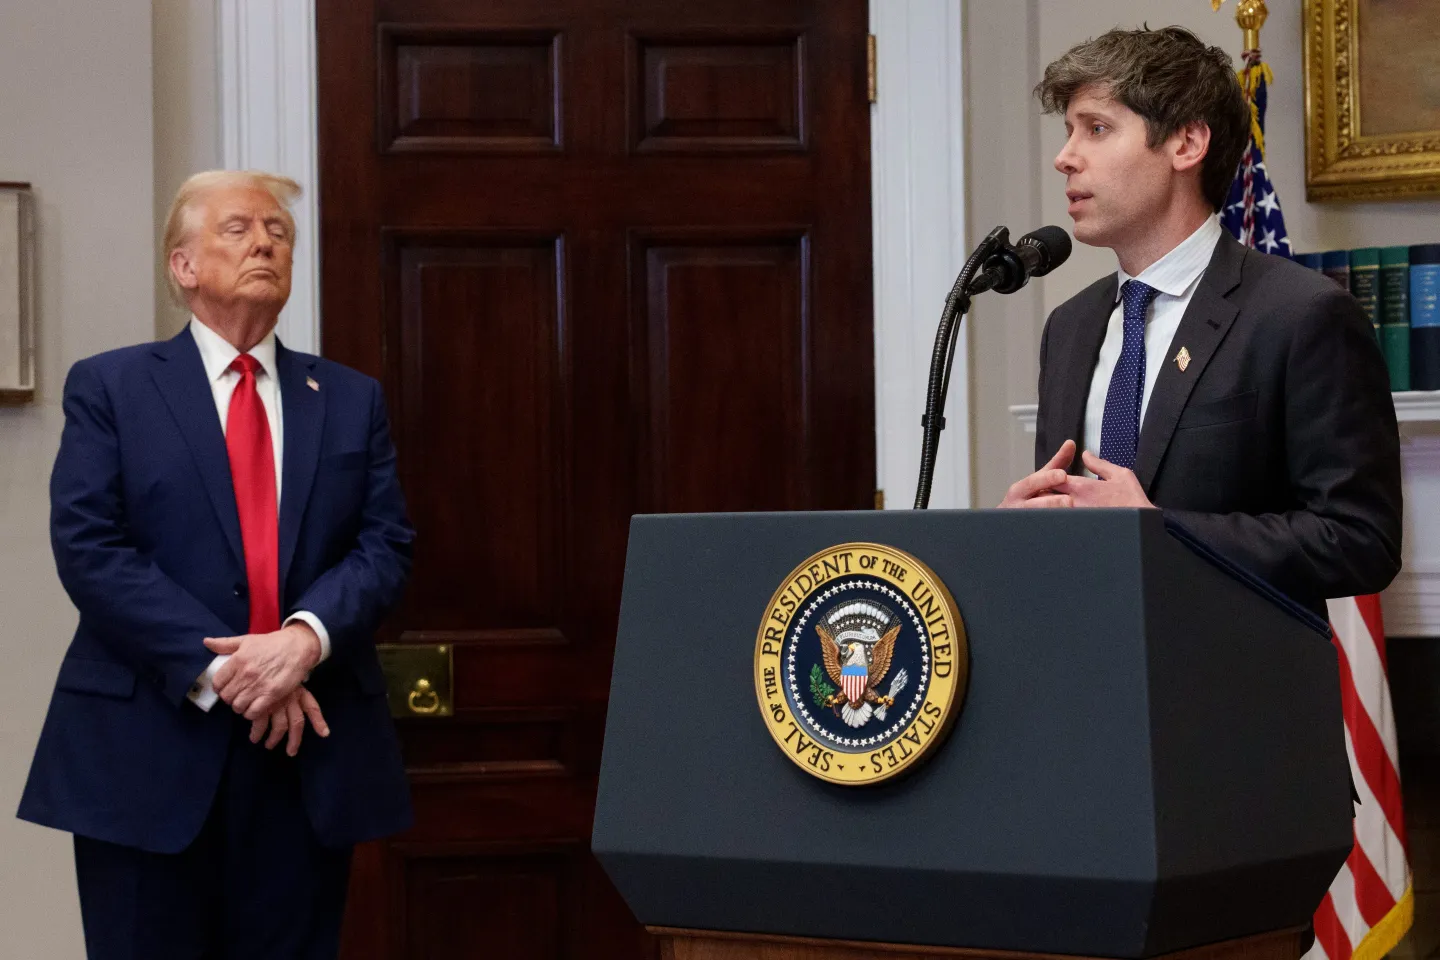 SEAL OF THE PRESIDENT OF THE UNITED STATES